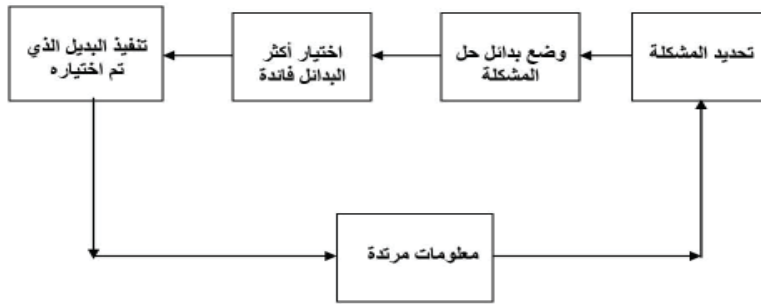 تحديد المشكلة
وضع بدائل حل
المشكلة
اختيار أكثر
البدائل فائدة
تنفيذ البديل الذي
تم اختياره
معلومات مرتدة